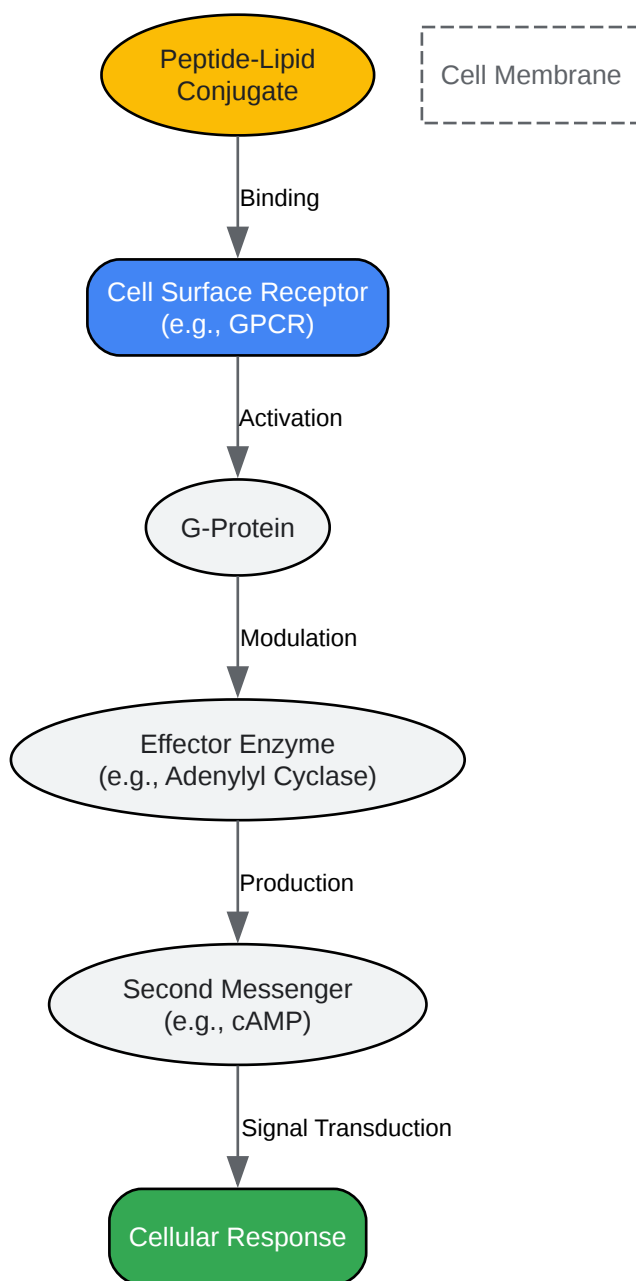 Peptide-Lipid
Conjugate
Cell Membrane
Binding
Cell Surface Receptor
(e.g., GPCR)
Activation
G-Protein
Modulation
Effector Enzyme
(e.g., Adenylyl Cyclase)
Production
Second Messenger
(e.g., cAMP)
Signal Transduction
Cellular Response